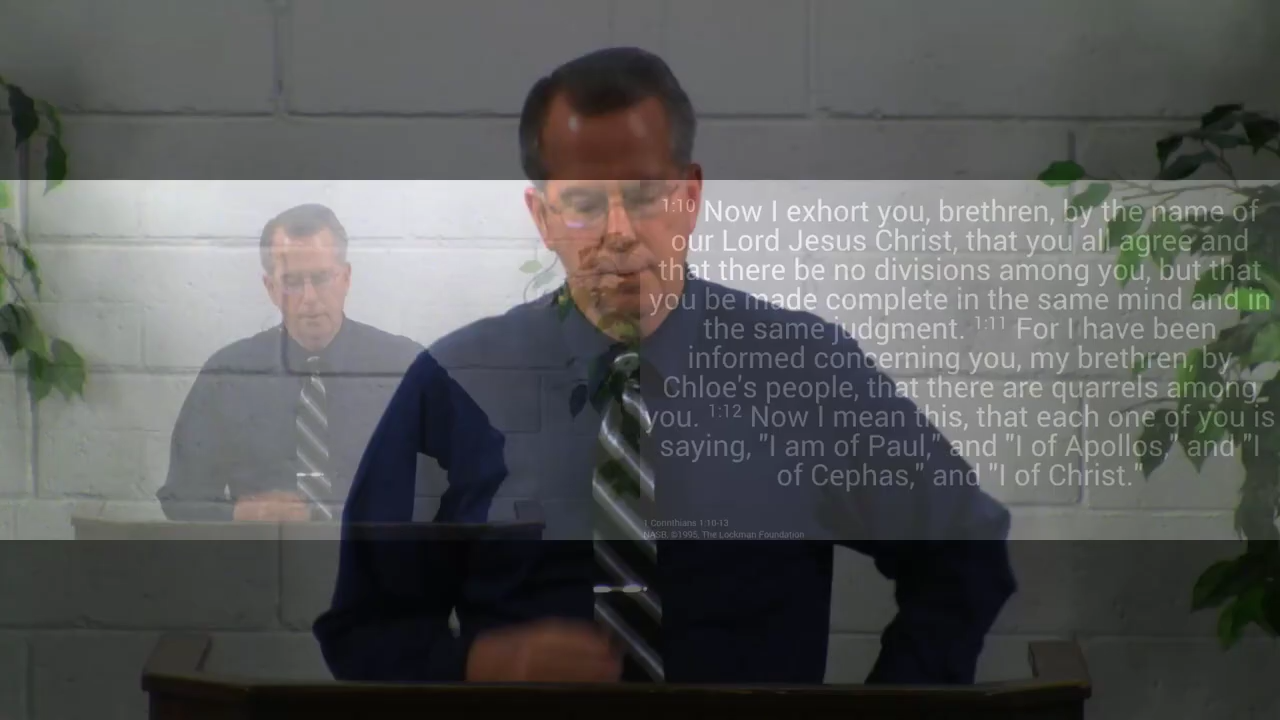 1:10 Now I exhort you, brethren, by the name of
our Lord Jesus Christ, that you all agree and
that there be no divisions among you, but that
you be made complete in the same mind and in
the same judgment. 1:11 For I have been
informed concerning you, my brethren, by
Chloe's people, that there are quarrels among
you. 1:12 Now I mean this, that each one of you is
saying, "I am of Paul," and "I of Apollos," and "I
of Cephas," and "I of Christ."
1 Corinthians 1:10-13
NASB, ©1995, The Lockman Foundation